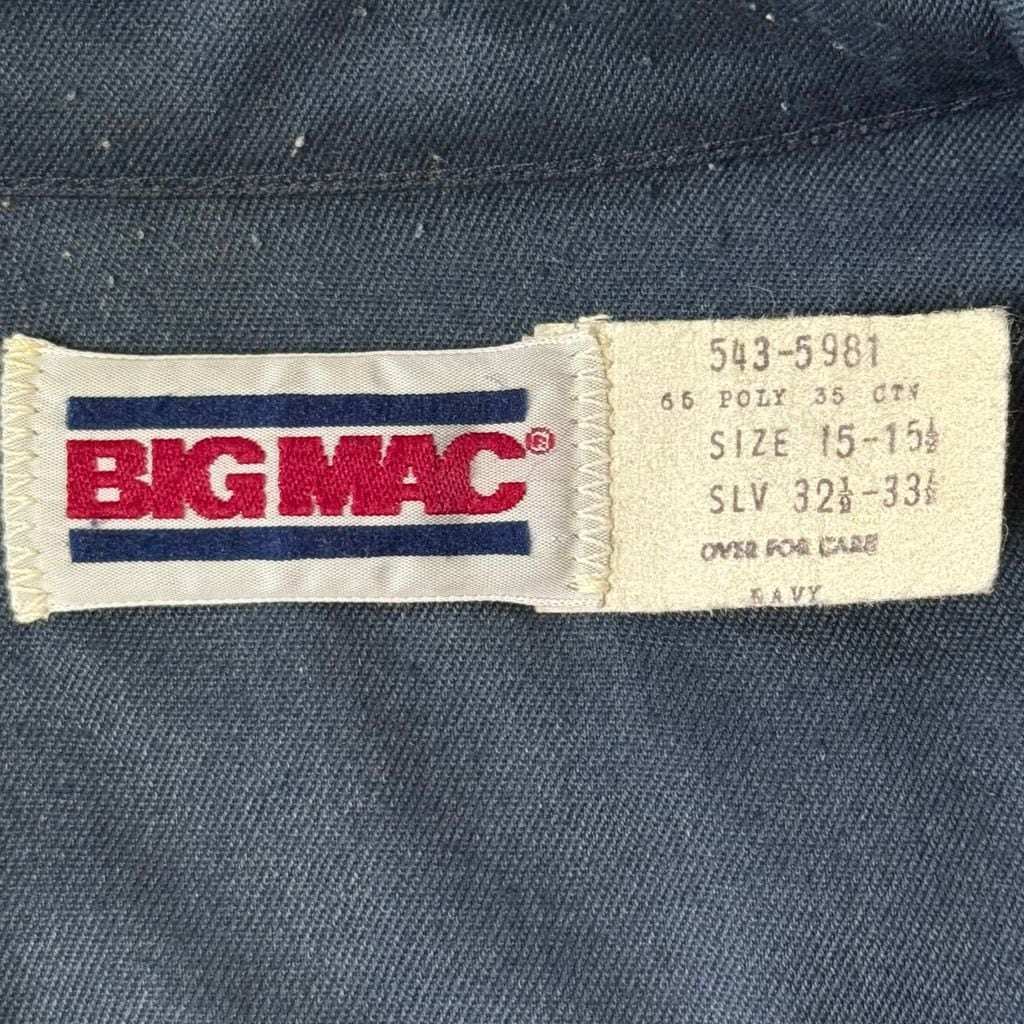 BIG MAC®
543-5981
65 POLY 35 CTN
SIZE 15-15½
SLV 32½-33½
OVER FOR CARE
NAVY